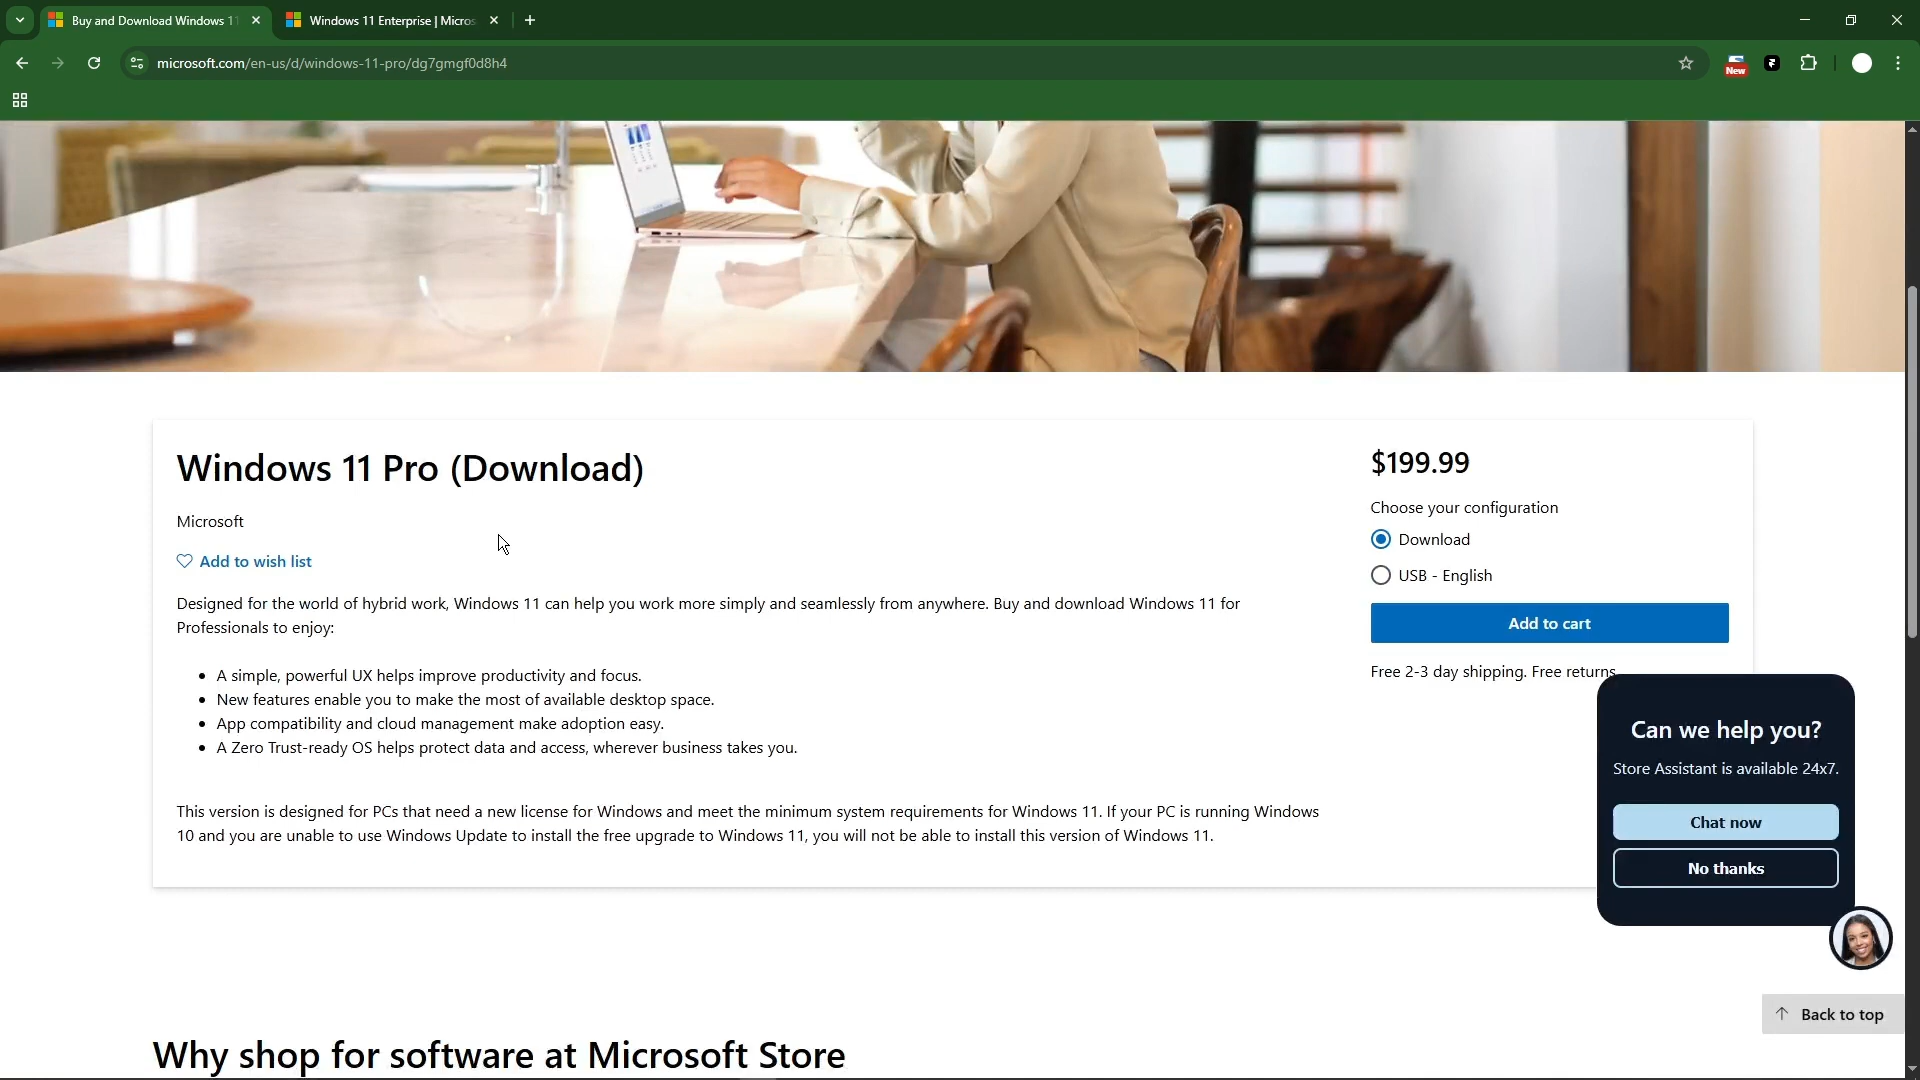 Buy and Download Windows 11
Windows 11 Enterprise | Micros
microsoft.com/en-us/d/windows-11-pro/dg7gmgf0d8h4
New
Windows 11 Pro (Download)
Microsoft
Add to wish list
Designed for the world of hybrid work, Windows 11 can help you work more simply and seamlessly from anywhere. Buy and download Windows 11 for
Professionals to enjoy:
• A simple, powerful UX helps improve productivity and focus.
• New features enable you to make the most of available desktop space.
• App compatibility and cloud management make adoption easy.
• A Zero Trust-ready OS helps protect data and access, wherever business takes you.
This version is designed for PCs that need a new license for Windows and meet the minimum system requirements for Windows 11. If your PC is running Windows
10 and you are unable to use Windows Update to install the free upgrade to Windows 11, you will not be able to install this version of Windows 11.
$199.99
Choose your configuration
Download
USB - English
Add to cart
Free 2-3 day shipping. Free returns
Can we help you?
Store Assistant is available 24x7.
Chat now
No thanks
Back to top
Why shop for software at Microsoft Store